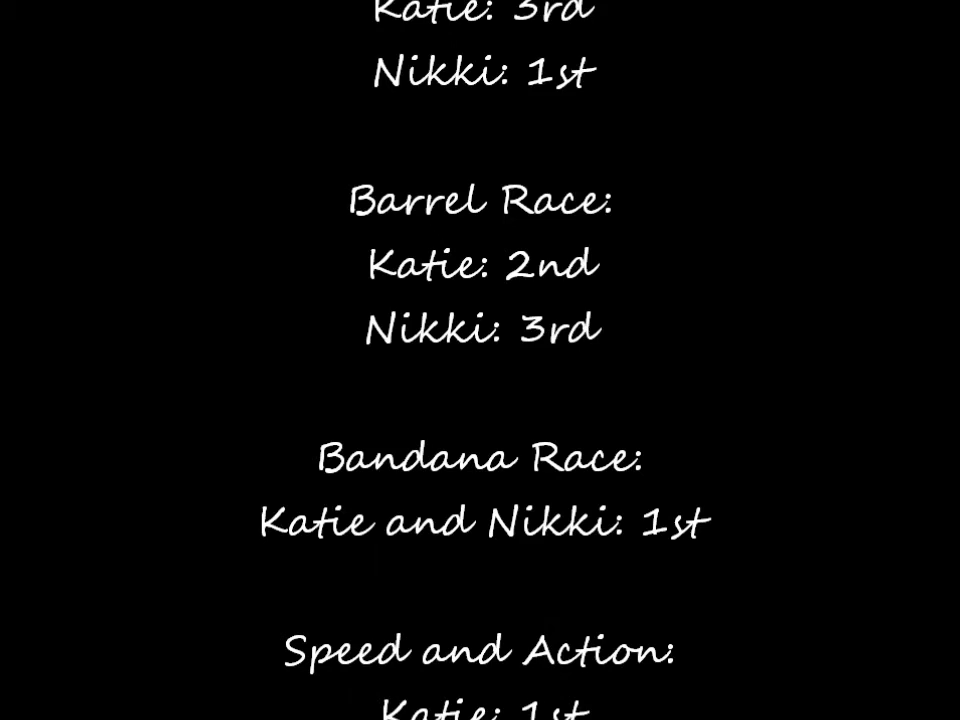 Katie: 3rd
Nikki: 1st
Barrel Race:
Katie: 2nd
Nikki: 3rd
Bandana Race:
Katie and Nikki: 1st
Speed and Action:
Katie: 1st